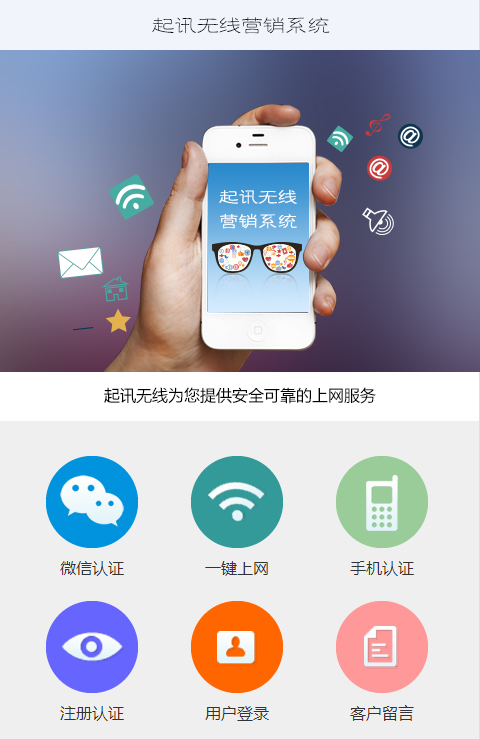 起讯无线营销系统
起讯无线
营销系统
起讯无线为您提供安全可靠的上网服务
微信认证
一键上网
手机认证
注册认证
用户登录
客户留言